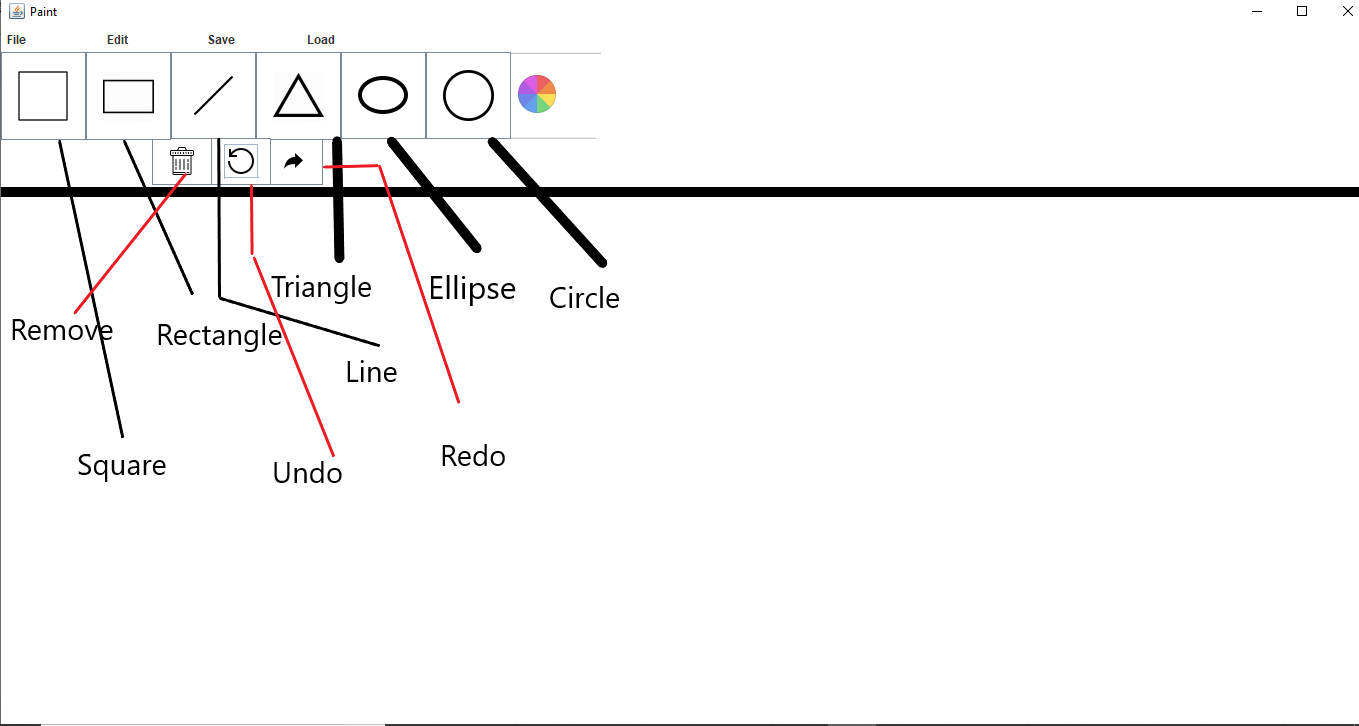 Paint
File Edit Save Load
Triangle
Ellipse
Circle
Remove
Rectangle
Line
Square
Undo
Redo